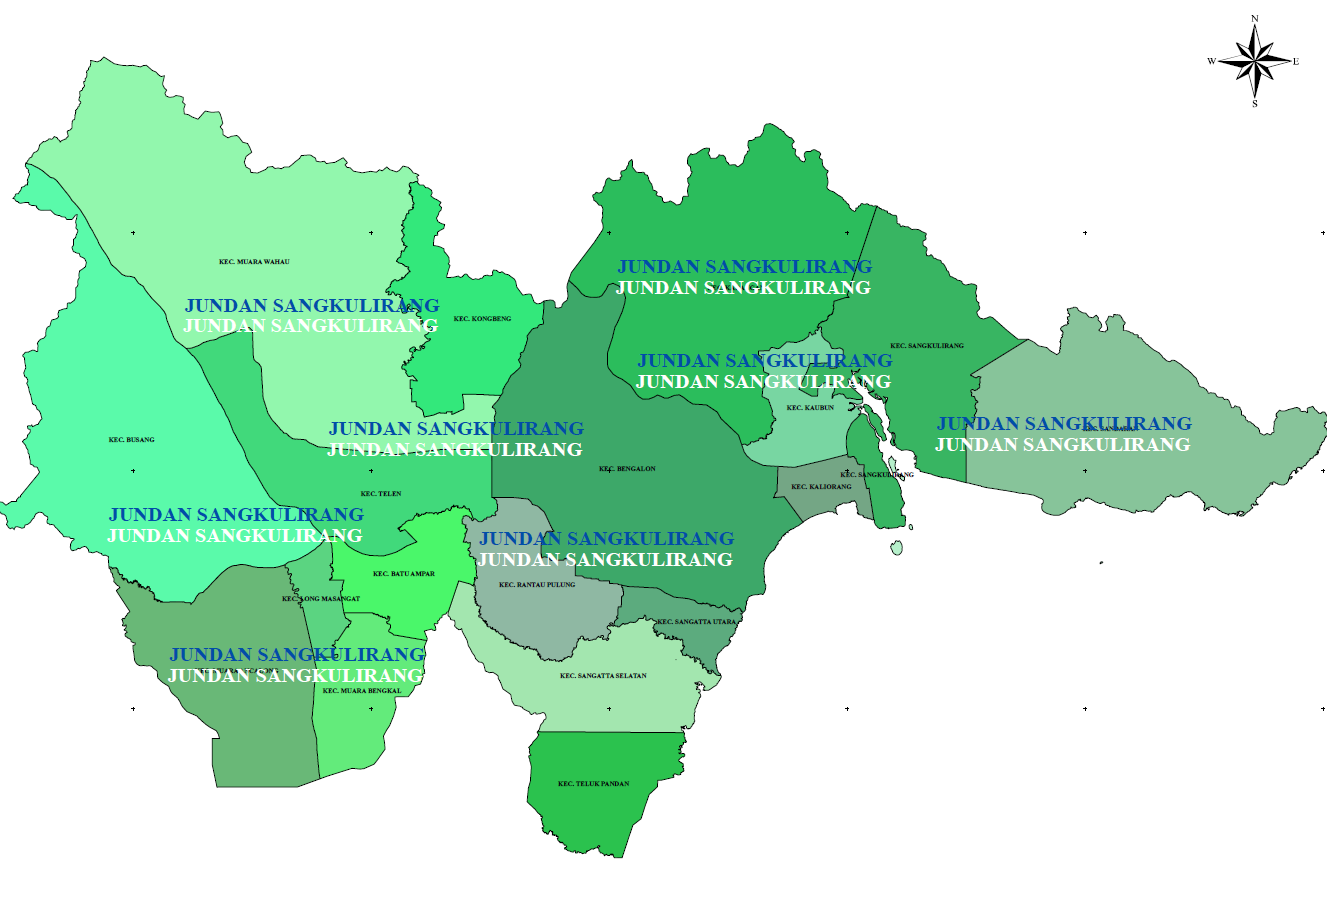 N
W E
S
KEC. MUARA WAHAU
JUNDAN SANGKULIRANG
JUNDAN SANGKULIRANG
JUNDAN SANGKULIRANG
JUNDAN SANGKULIRANG
KEC. KONGBENG
KEC. SANGKULIRANG
JUNDAN SANGKULIRANG
JUNDAN SANGKULIRANG
KEC. KAUBUN
JUNDAN SANGKULIRANG
JUNDAN SANGKULIRANG
JUNDAN SANGKULIRANG
JUNDAN SANGKULIRANG
KEC. BUSANG
KEC. BENGALON
KEC. SANGKULIRANG
KEC. KALIORANG
KEC. TELEN
JUNDAN SANGKULIRANG
JUNDAN SANGKULIRANG
JUNDAN SANGKULIRANG
JUNDAN SANGKULIRANG
KEC. BATU AMPAR
KEC. RANTAU PULUNG
KEC. LONG MASANGAT
KEC. SANGATTA UTARA
JUNDAN SANGKULIRANG
JUNDAN SANGKULIRANG
KEC. SANGATTA SELATAN
KEC. MUARA BENGKAL
KEC. TELUK PANDAN